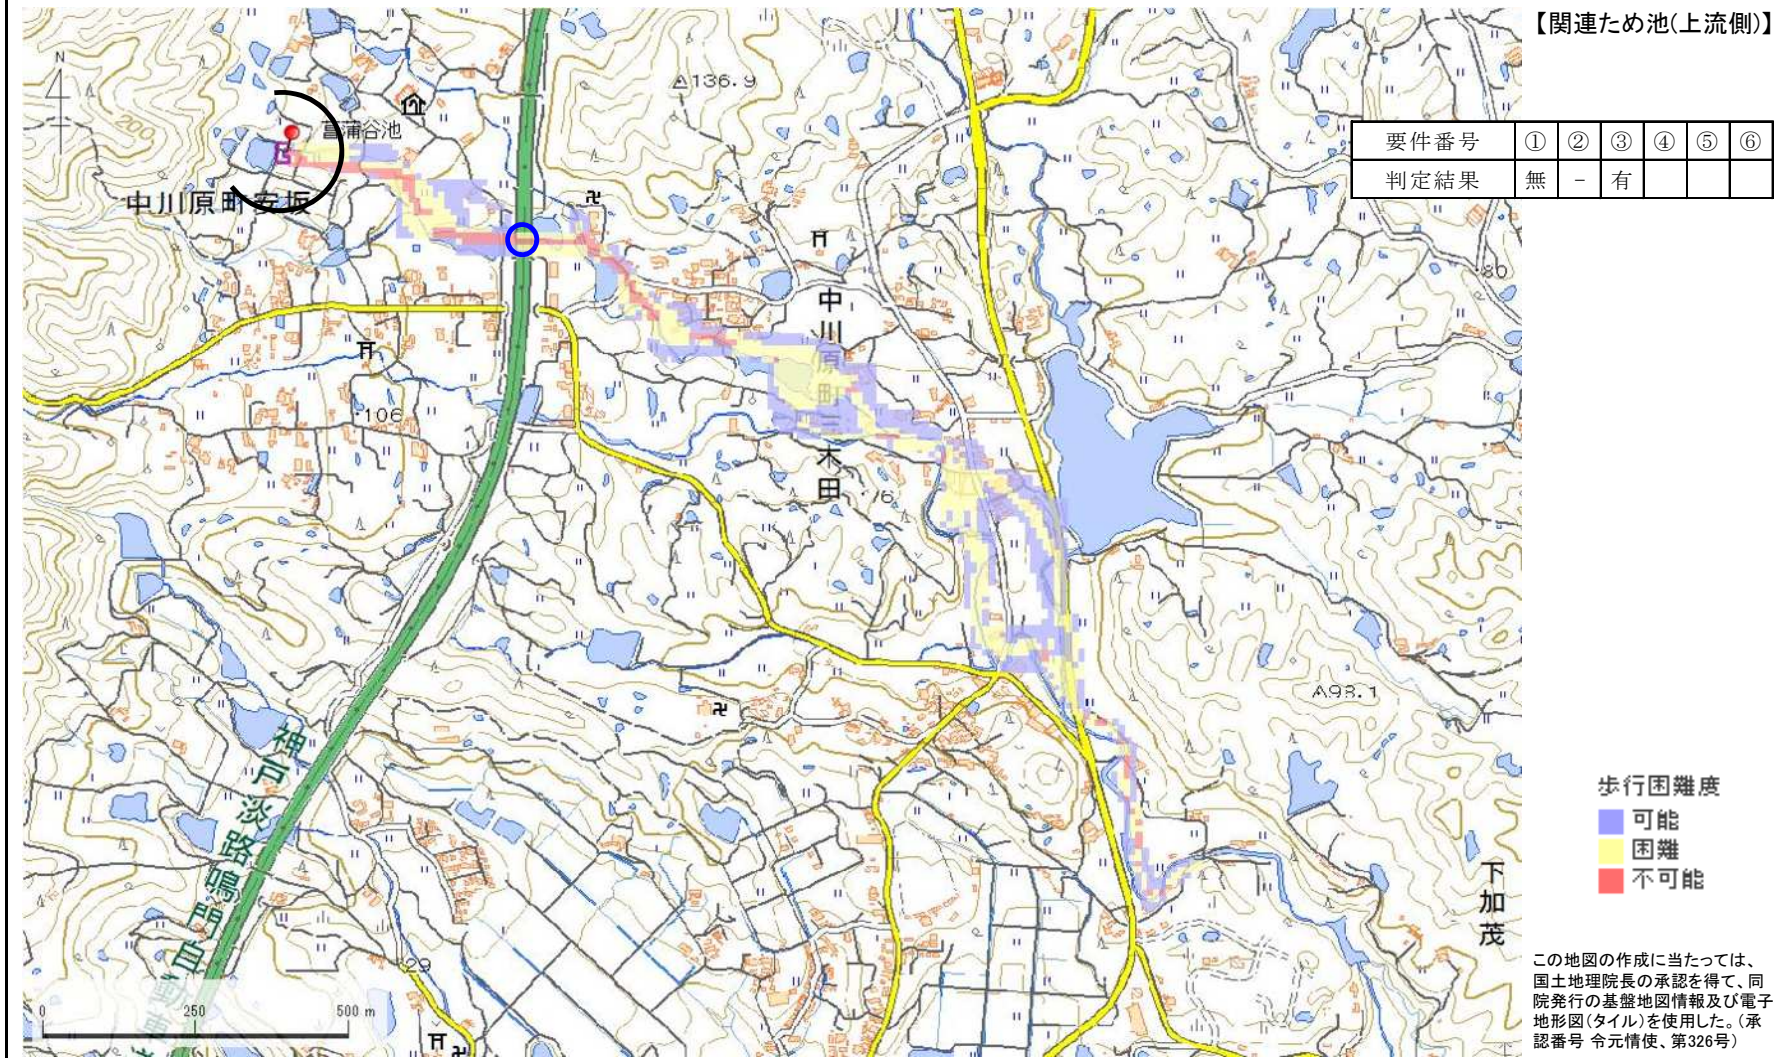 【関連ため池(上流側)】
要件番号 ① ② ③ ④ ⑤ ⑥
判定結果 無 - 有
N
136.9
200
菖蒲谷池
中川原町安坂
80
中川原町三木田
106
76
98.1
神戸淡路鳴門自動車
29
下加茂
0 250 500 m
歩行困難度
可能
困難
不可能
この地図の作成に当たっては、
国土地理院長の承認を得て、同
院発行の基盤地図情報及び電子
地形図(タイル)を使用した。(承
認番号 令元情使、第326号)